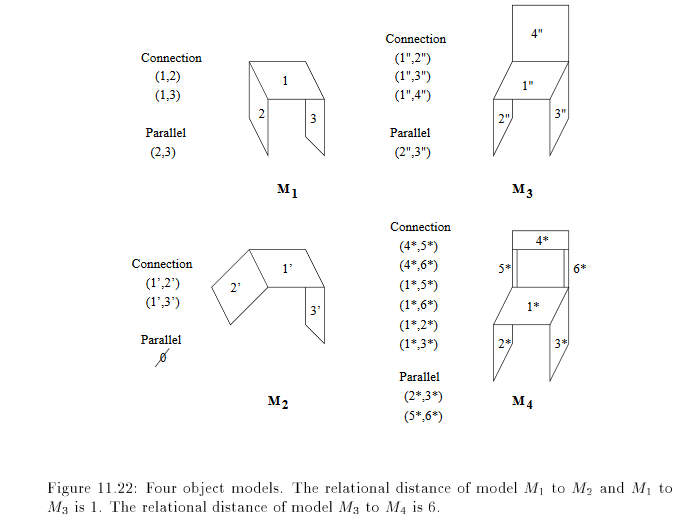 Connection
(1,2)
(1,3)
Parallel
(2,3)
1
2
3
M1
Connection
(1",2")
(1",3")
(1",4")
Parallel
(2",3")
4"
1"
2"
3"
M3
Connection
(1’,2’)
(1’,3’)
Parallel
∅
1’
2’
3’
M2
Connection
(4*,5*)
(4*,6*)
(1*,5*)
(1*,6*)
(1*,2*)
(1*,3*)
Parallel
(2*,3*)
(5*,6*)
4*
5*
6*
1*
2*
3*
M4
Figure 11.22: Four object models. The relational distance of model M1 to M2 and M1 to
M3 is 1. The relational distance of model M3 to M4 is 6.